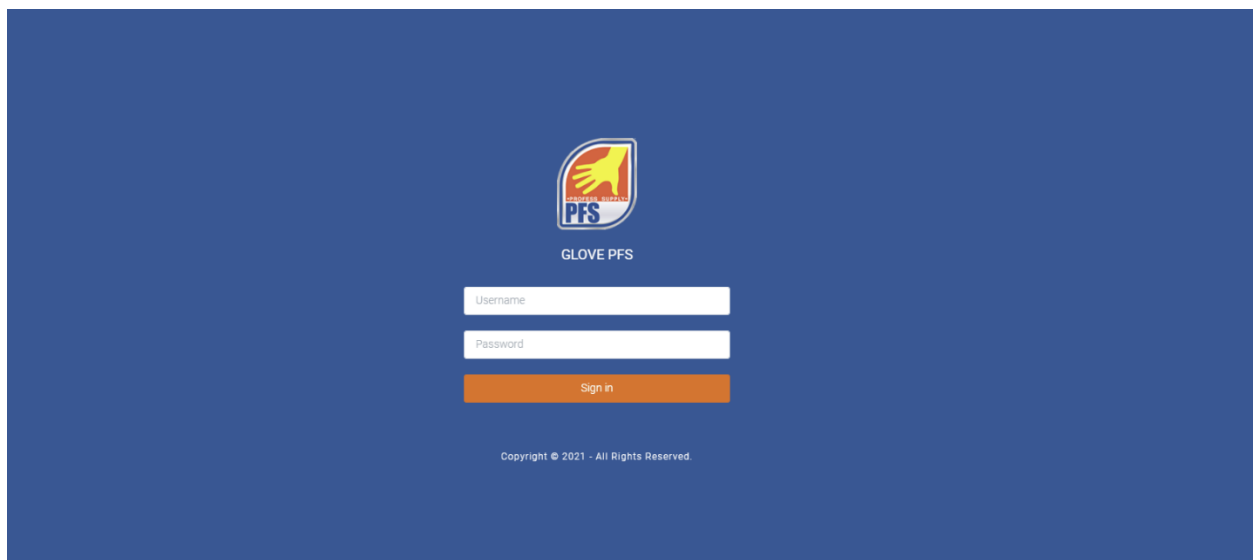 PROFESS SUPPLY
PFS
GLOVE PFS
Username
Password
Sign in
Copyright © 2021 - All Rights Reserved.